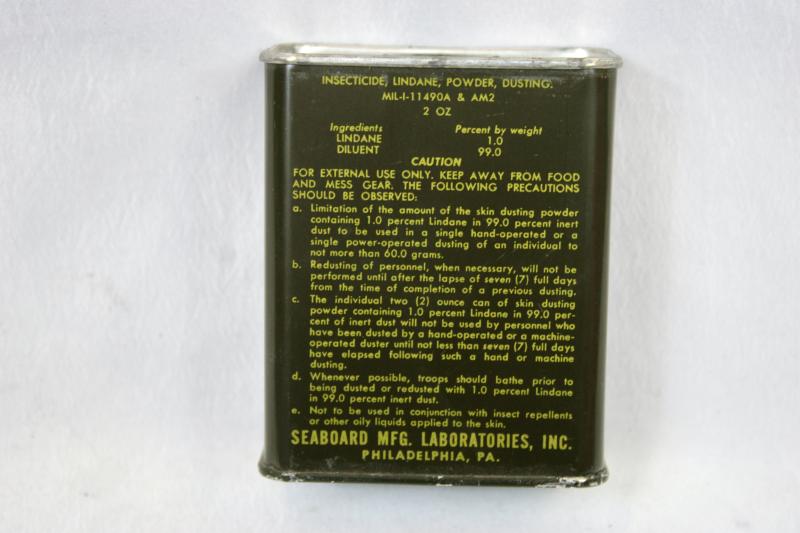 INSECTICIDE, LINDANE, POWDER, DUSTING.
MIL-I-11490A & AM2
2 OZ
Ingredients Percent by weight
LINDANE 1.0
DILUENT 99.0
CAUTION
FOR EXTERNAL USE ONLY. KEEP AWAY FROM FOOD
AND MESS GEAR. THE FOLLOWING PRECAUTIONS
SHOULD BE OBSERVED:
a. Limitation of the amount of the skin dusting powder
containing 1.0 percent Lindane in 99.0 percent inert
dust to be used in a single hand-operated or a
single power-operated dusting of an individual to
not more than 60.0 grams.
b. Redusting of personnel, when necessary, will not be
performed until after the lapse of seven (7) full days
from the time of completion of a previous dusting.
c. The individual two (2) ounce can of skin dusting
powder containing 1.0 percent Lindane in 99.0 per-
cent of inert dust will not be used by personnel who
have been dusted by a hand-operated or a machine-
operated duster until not less than seven (7) full days
have elapsed following such a hand or machine
dusting.
d. Whenever possible, troops should bathe prior to
being dusted or redusted with 1.0 percent Lindane
in 99.0 percent inert dust.
e. Not to be used in conjunction with insect repellents
or other oily liquids applied to the skin.
SEABOARD MFG. LABORATORIES, INC.
PHILADELPHIA, PA.